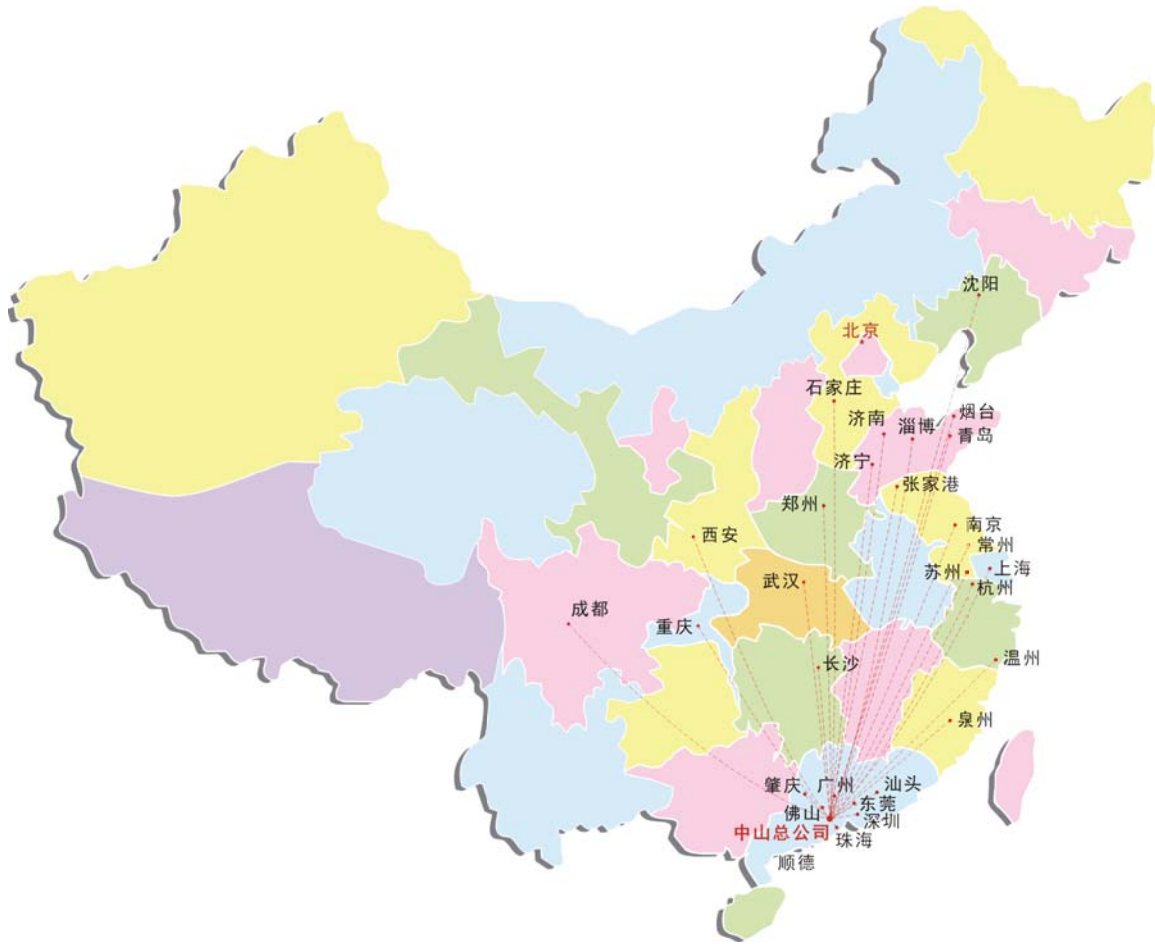 沈阳
北京
石家庄
烟台
济南
淄博
青岛
济宁
张家港
郑州
南京
西安
常州
上海
苏州
武汉
杭州
成都
重庆
温州
长沙
泉州
肇庆
广州
汕头
东莞
佛山
深圳
中山总公司
珠海
顺德